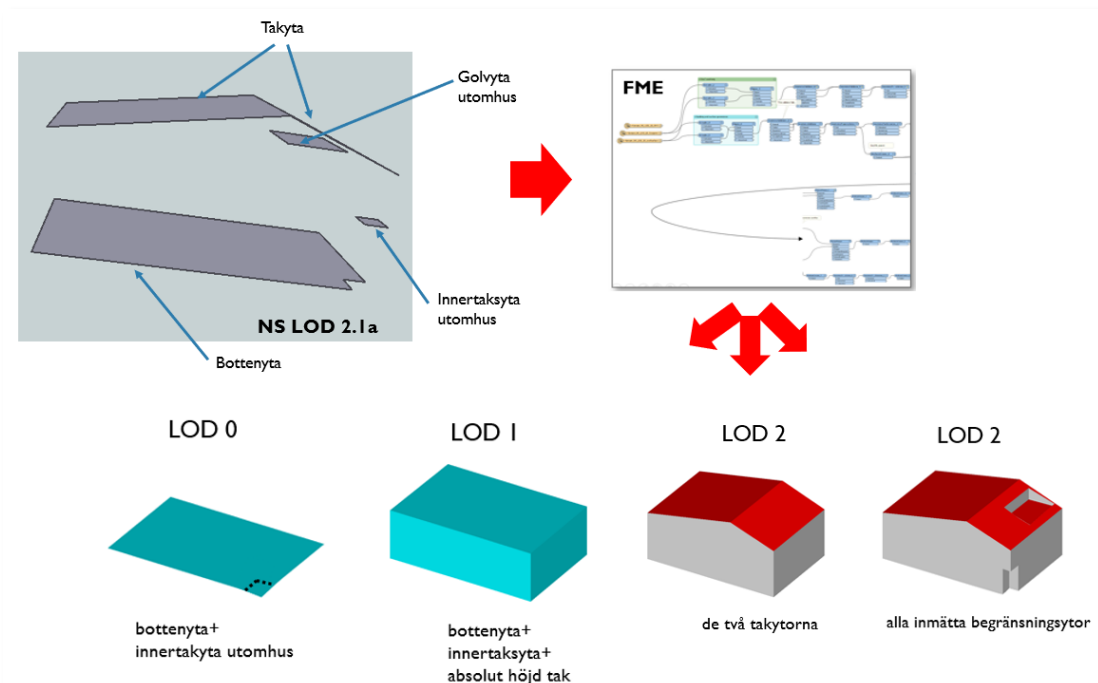 Takyta
Golvyta
utomhus
FME
Innertaksyta
utomhus
NS LOD 2.1a
Bottenyta
LOD 0
LOD 1
LOD 2
LOD 2
bottenyta+
innertakyta utomhus
bottenyta+
innertaksyta+
absolut höjd tak
de två takytorna
alla inmätta begränsningsytor